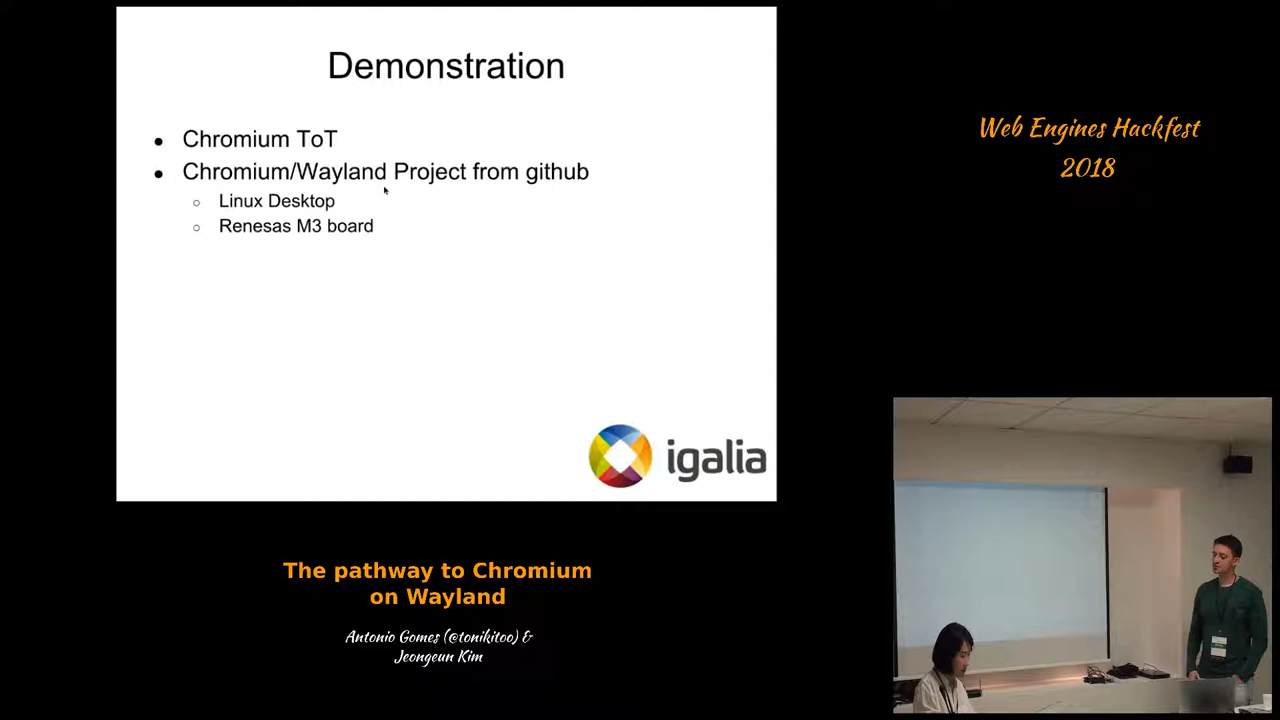 Demonstration
● Chromium ToT
● Chromium/Wayland Project from github
○ Linux Desktop
○ Renesas M3 board
igalia
Web Engines Hackfest
2018
The pathway to Chromium
on Wayland
Antonio Gomes (@tonikitoo) &
Jeongeun Kim